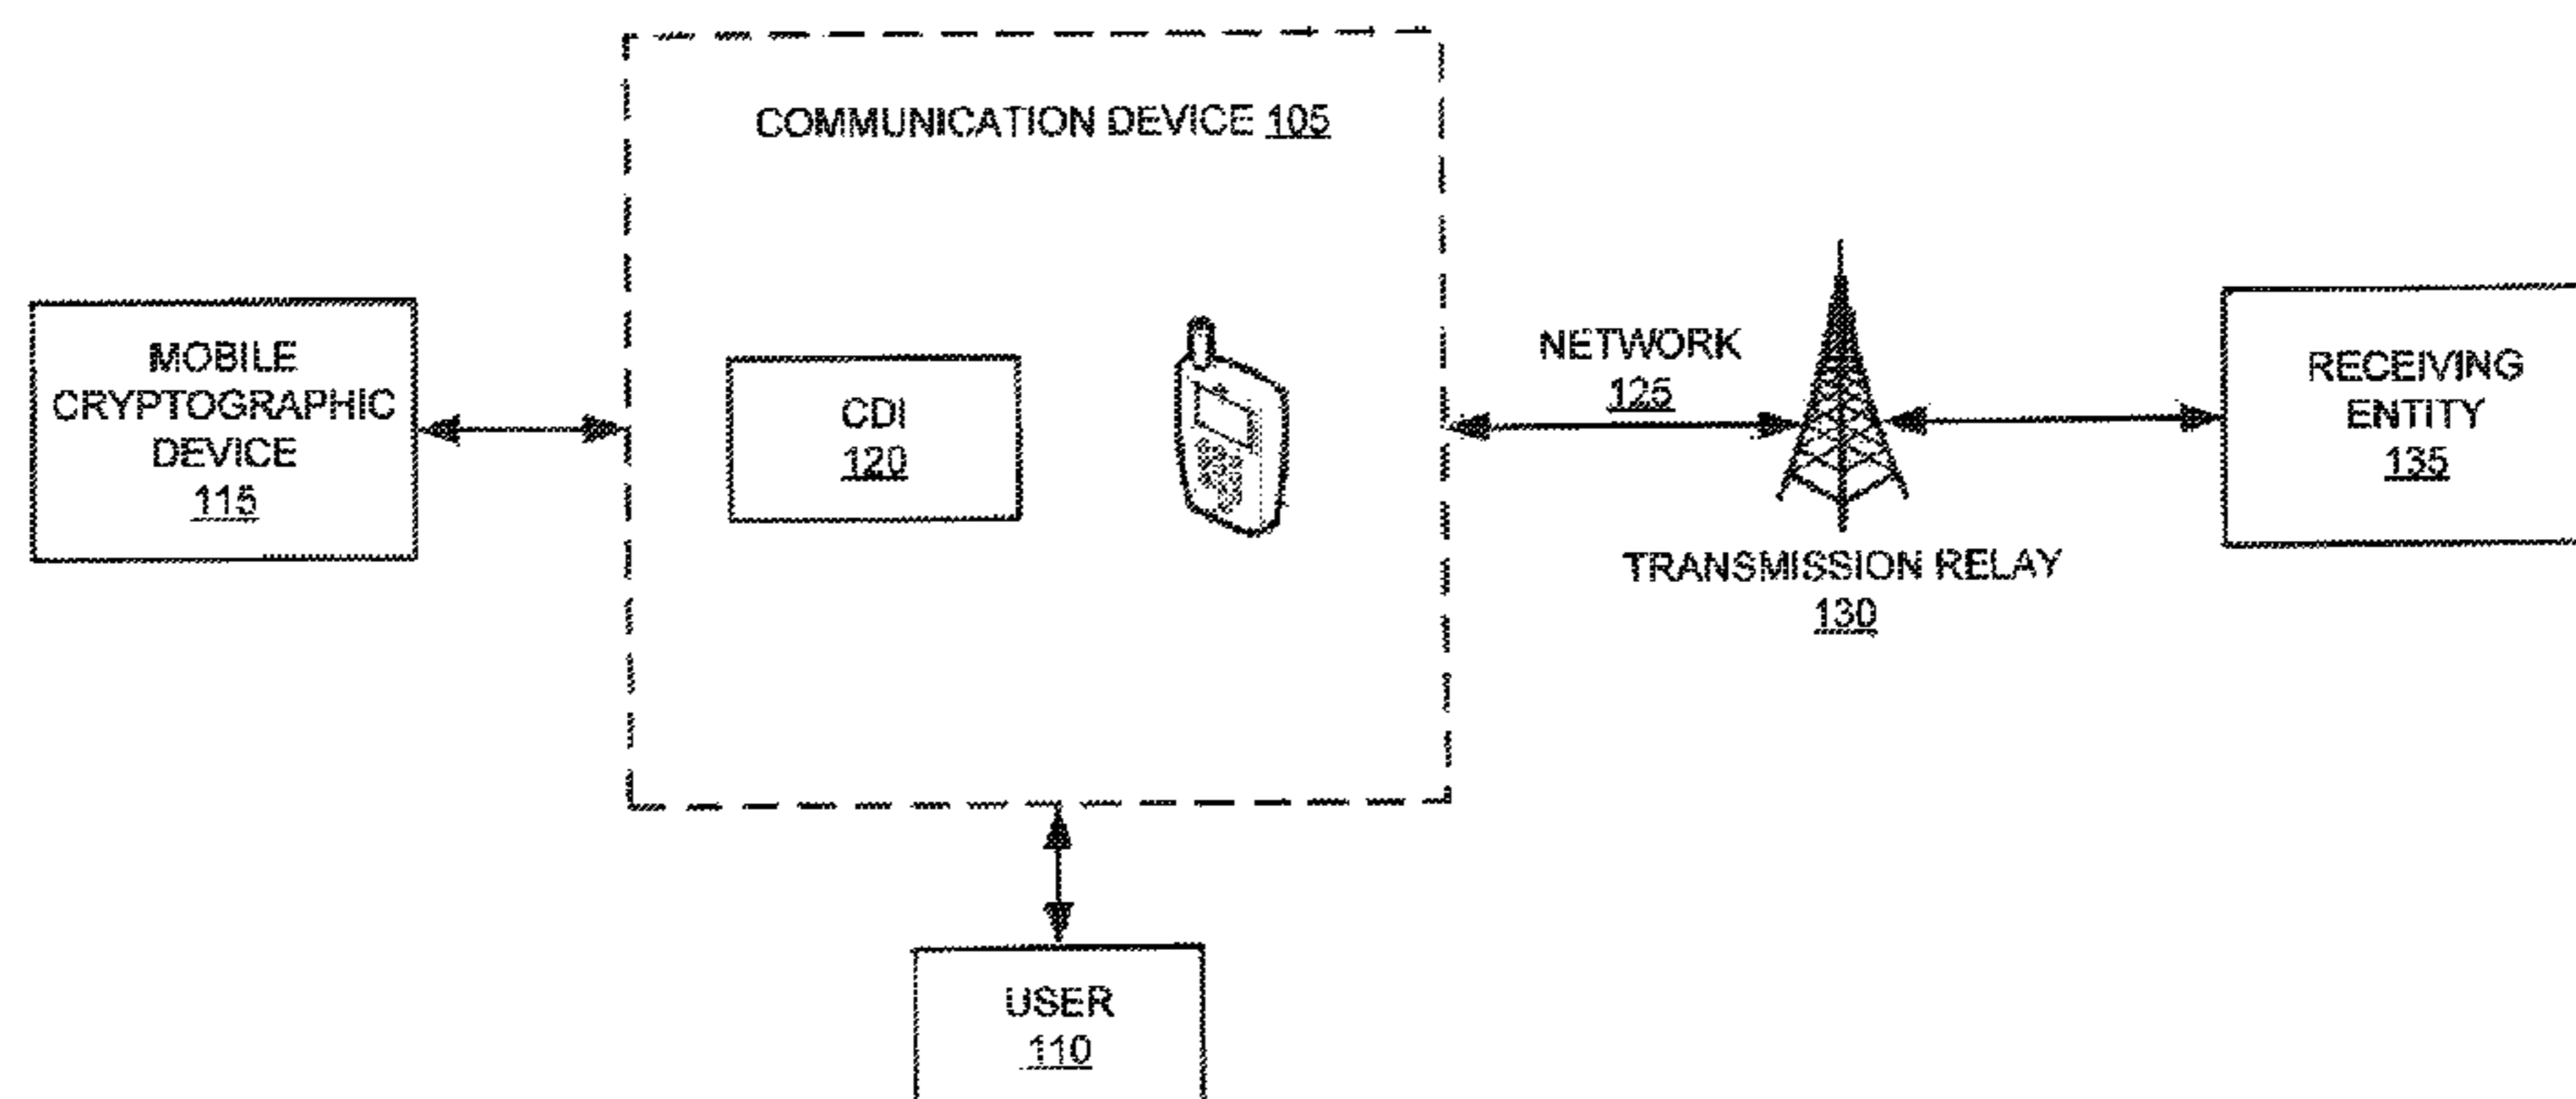 COMMUNICATION DEVICE 105
MOBILE
CRYPTOGRAPHIC
DEVICE
115
CDI
120
NETWORK
125
TRANSMISSION RELAY
130
RECEIVING
ENTITY
135
USER
110